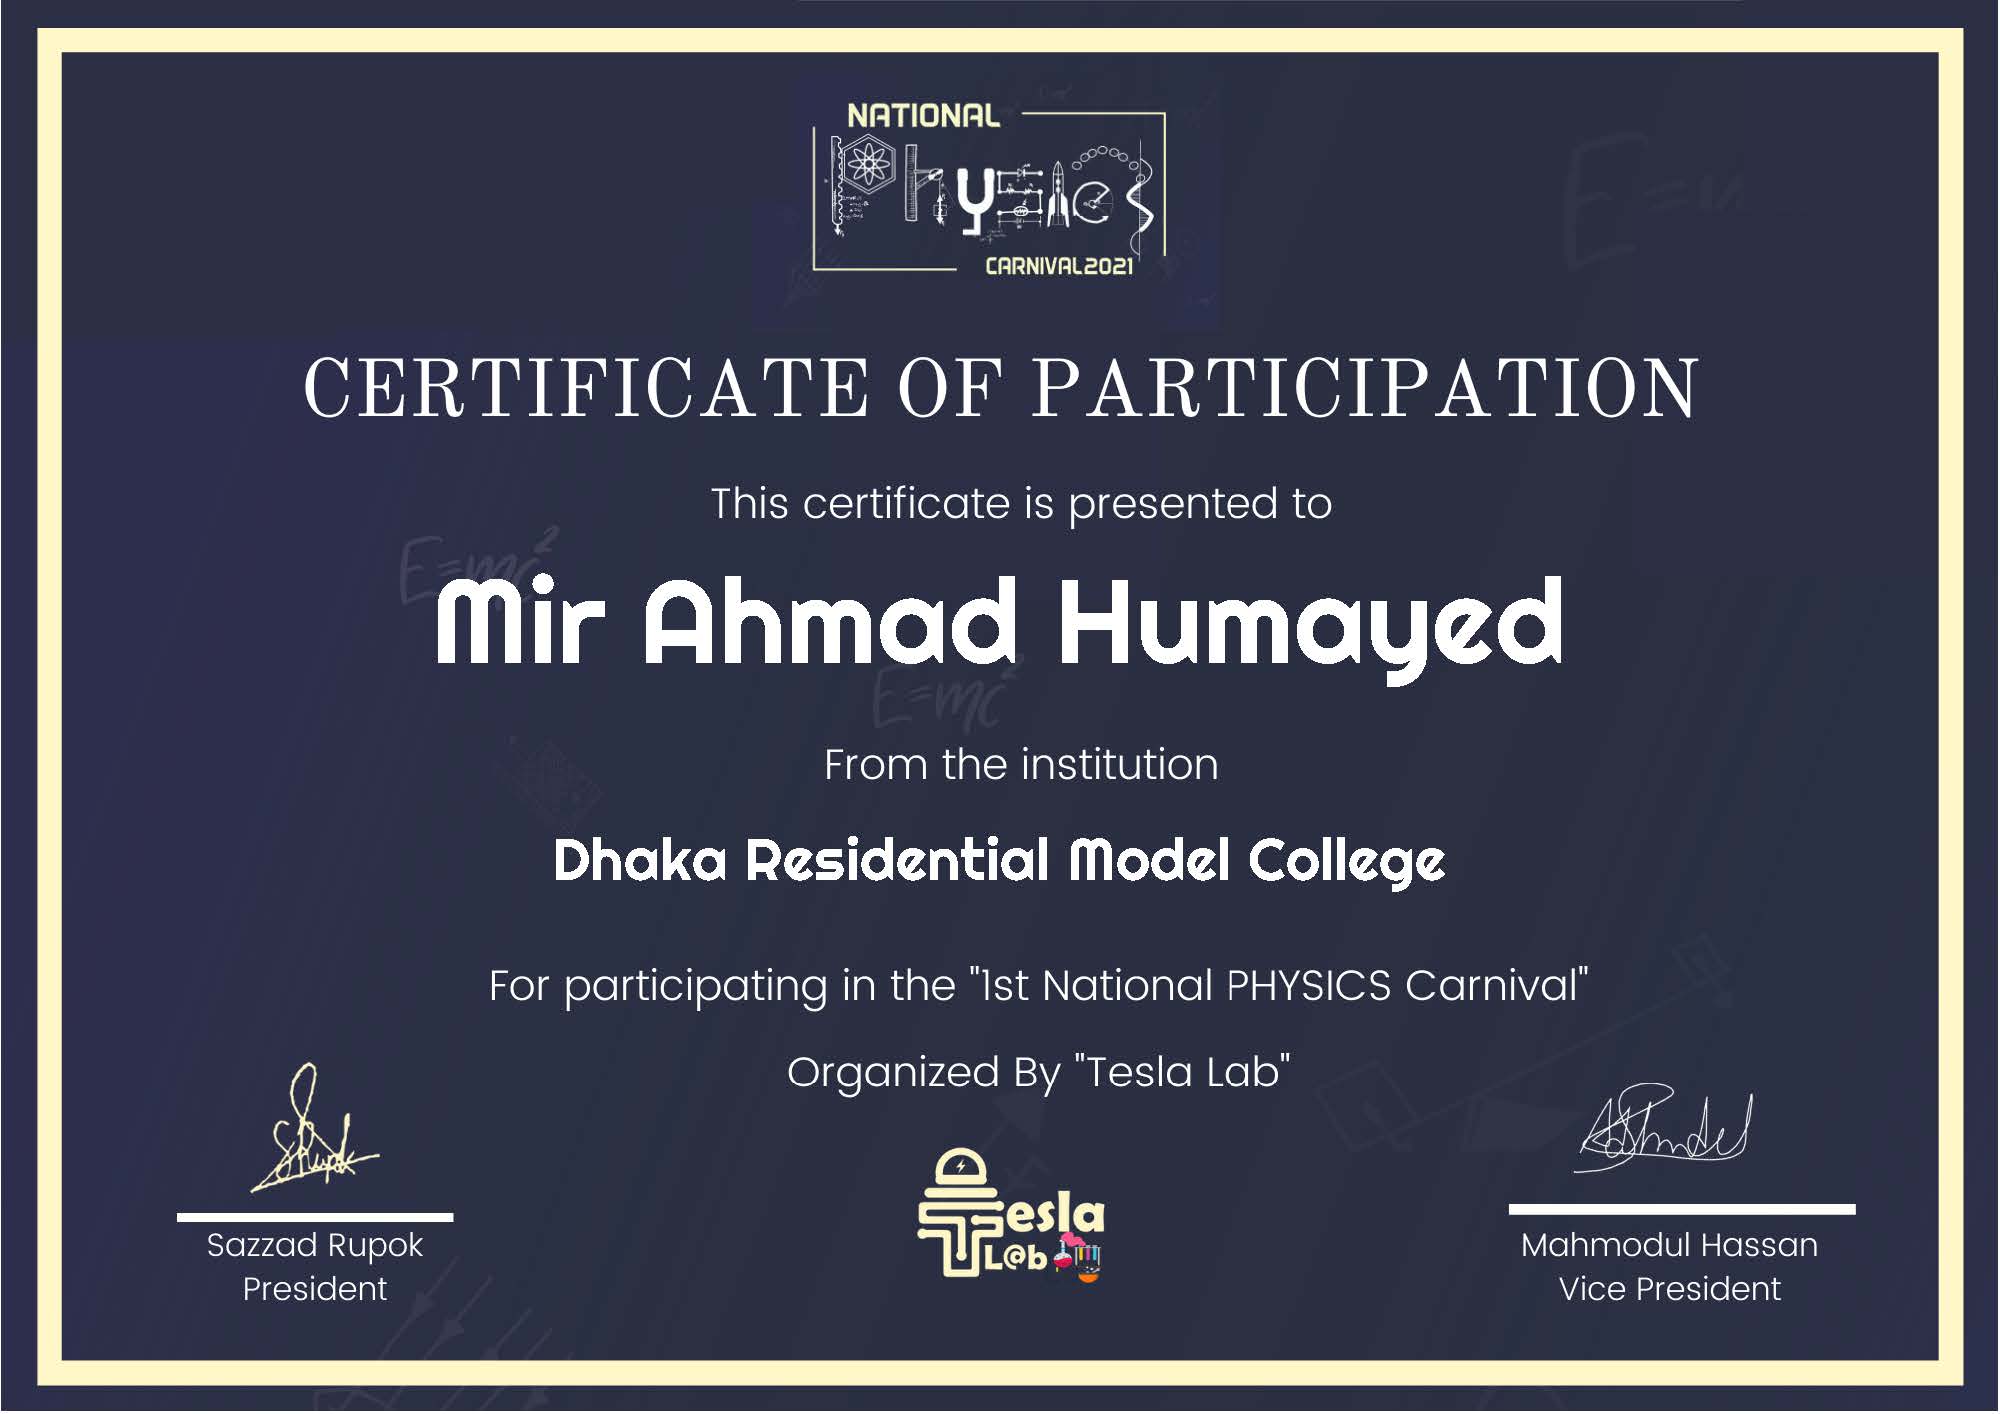 NATIONAL
Physics
CARNIVAL2021
CERTIFICATE OF PARTICIPATION
This certificate is presented to
E=mc²
Mir Ahmad Humayed
E=mc²
From the institution
Dhaka Residential Model College
For participating in the "1st National PHYSICS Carnival"
Organized By "Tesla Lab"
Tesla
L@b
Sazzad Rupok
President
Mahmodul Hassan
Vice President